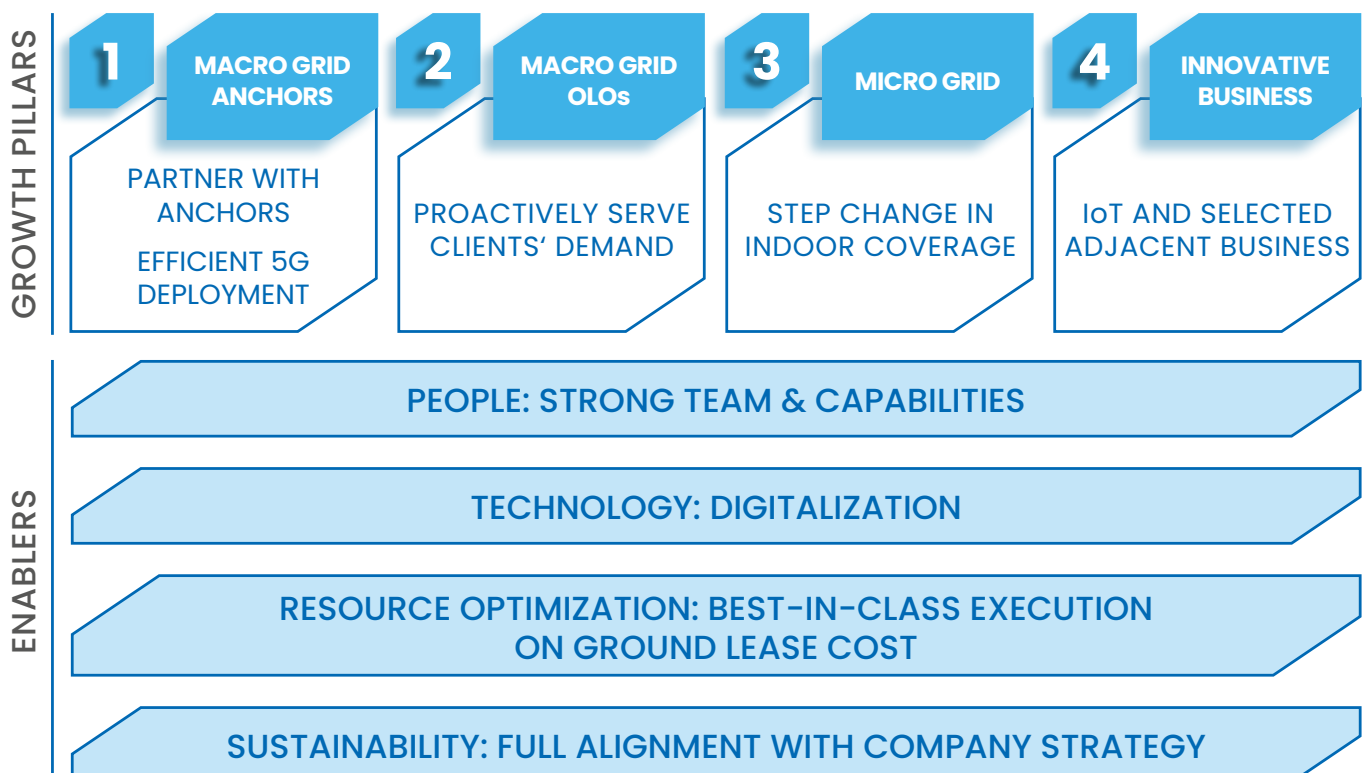 GROWTH PILLARS
1
MACRO GRID
ANCHORS
PARTNER WITH
ANCHORS
EFFICIENT 5G
DEPLOYMENT
2
MACRO GRID
OLOs
PROACTIVELY SERVE
CLIENTS‘ DEMAND
3
MICRO GRID
STEP CHANGE IN
INDOOR COVERAGE
4
INNOVATIVE
BUSINESS
IoT AND SELECTED
ADJACENT BUSINESS
ENABLERS
PEOPLE: STRONG TEAM & CAPABILITIES
TECHNOLOGY: DIGITALIZATION
RESOURCE OPTIMIZATION: BEST-IN-CLASS EXECUTION
ON GROUND LEASE COST
SUSTAINABILITY: FULL ALIGNMENT WITH COMPANY STRATEGY